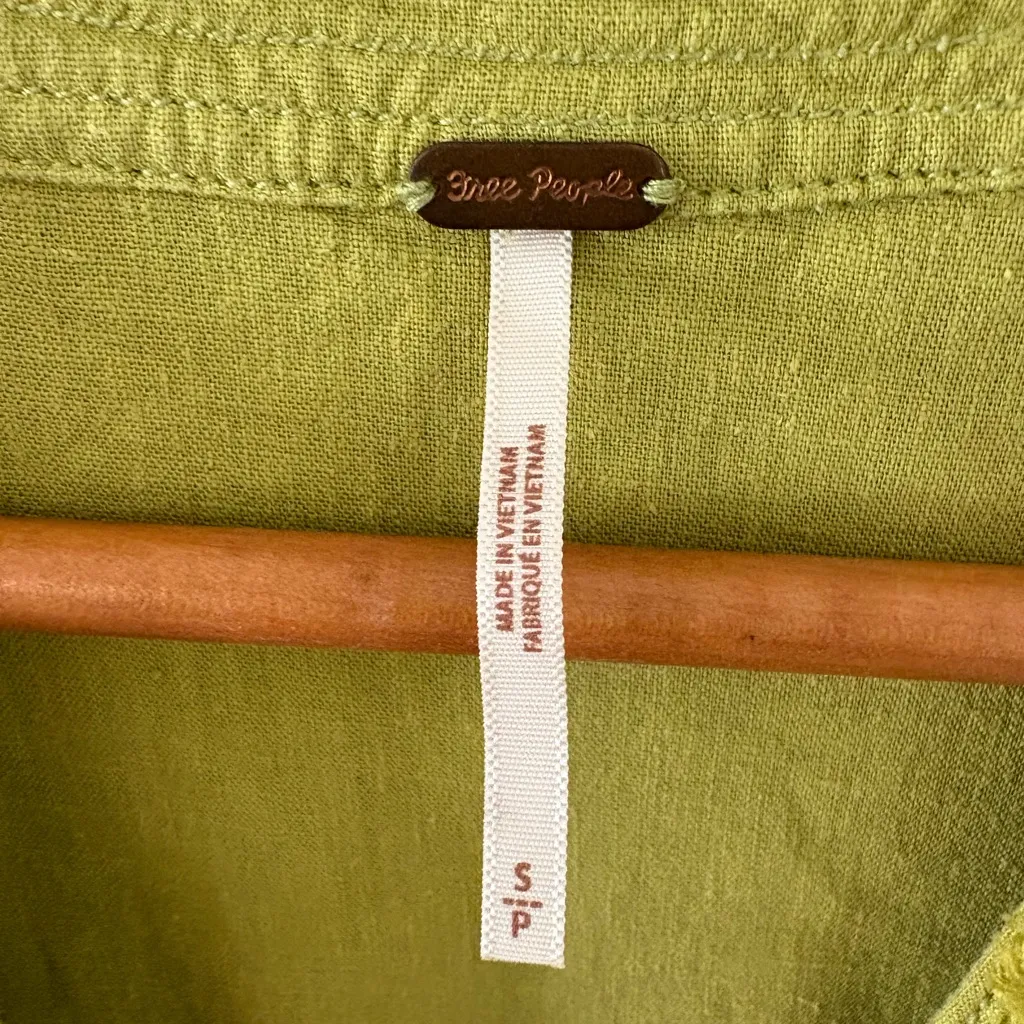 Free People
MADE IN VIETNAM
FABRIQUÉ EN VIETNAM
S
P